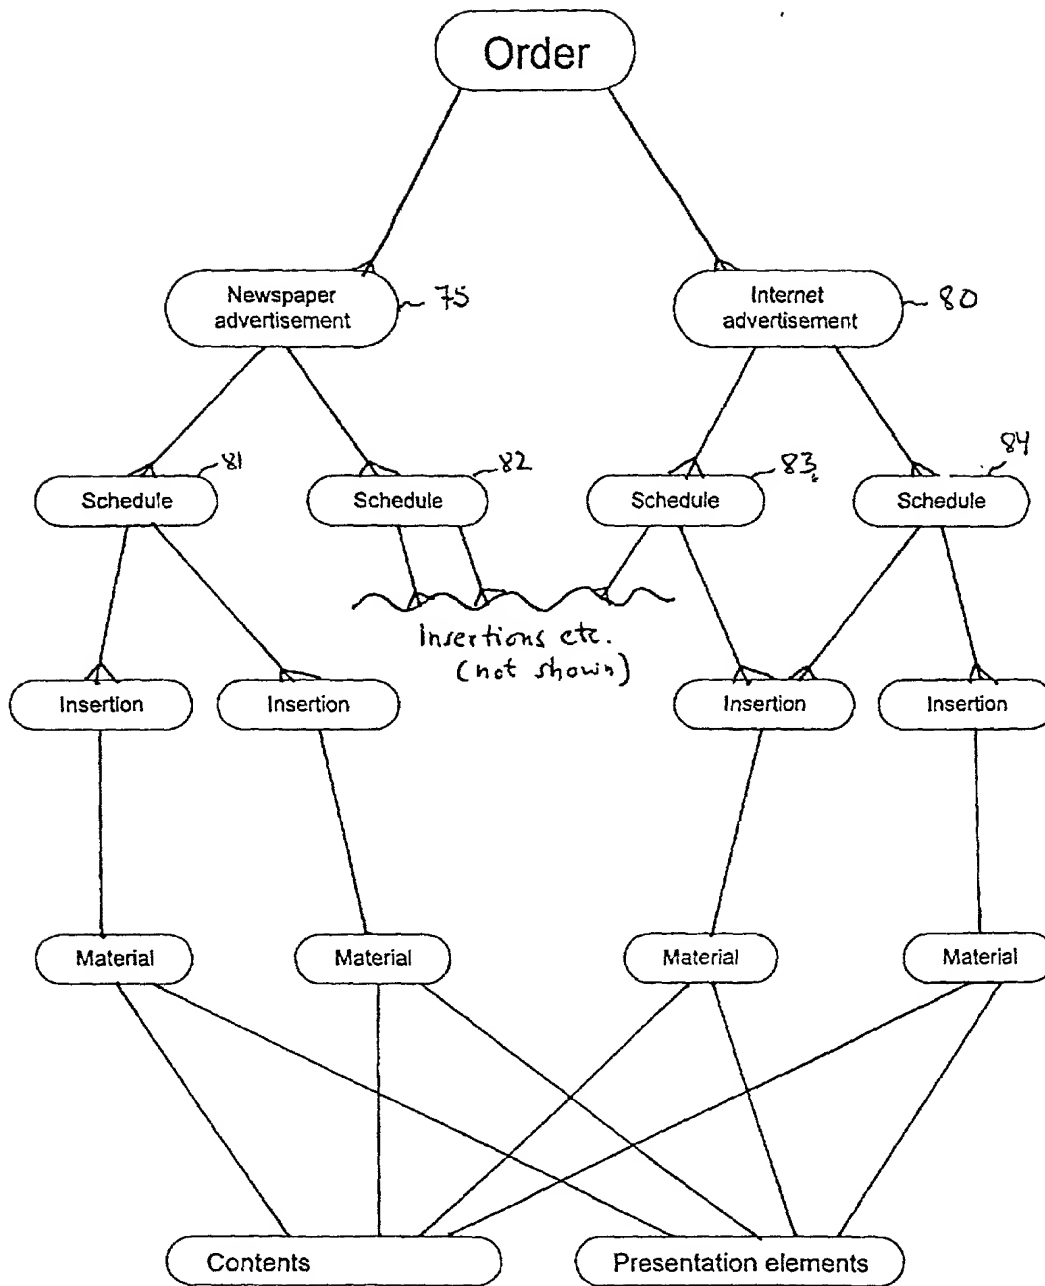 Order
Newspaper
advertisement
75
Internet
advertisement
80
81
82
83
84
Schedule
Schedule
Schedule
Schedule
Insertions etc.
(not shown)
Insertion
Insertion
Insertion
Insertion
Material
Material
Material
Material
Contents
Presentation elements